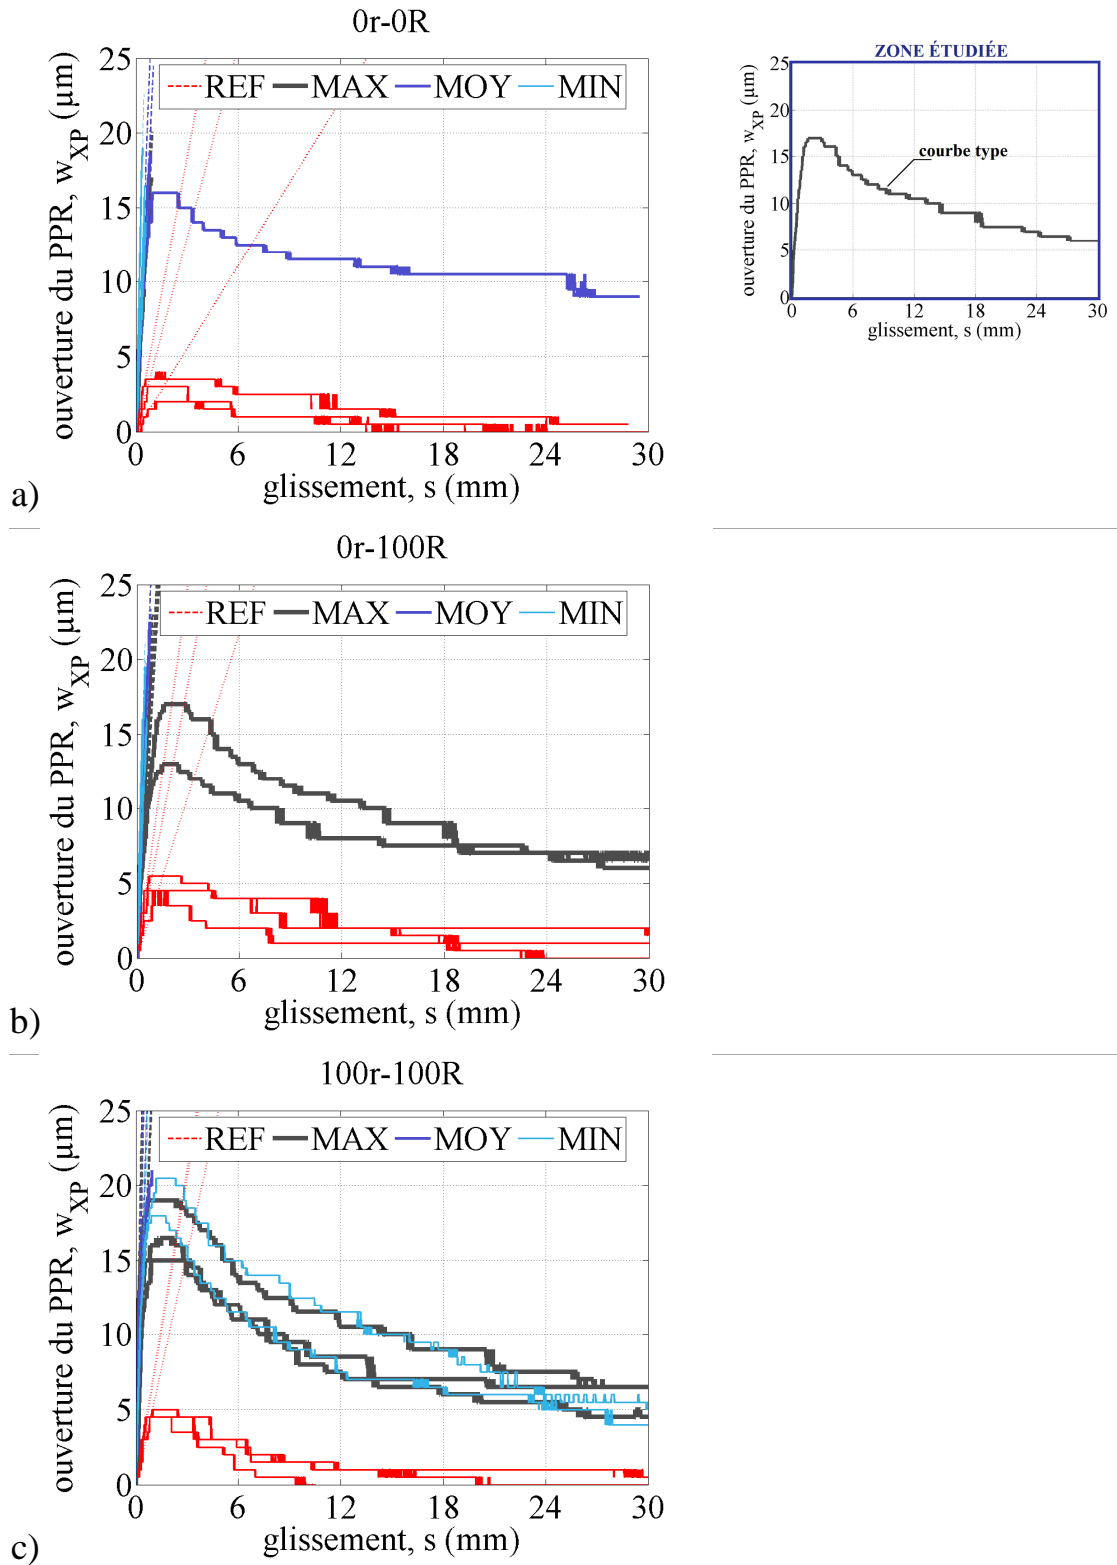 0r-0R
25
20
15
10
5
0
ouverture du PPR, wXP (µm)
REF MAX MOY MIN
0 6 12 18 24 30
glissement, s (mm)
a)
ZONE ÉTUDIÉE
25
20
15
10
5
0
ouverture du PPR, wXP (µm)
courbe type
0 6 12 18 24 30
glissement, s (mm)
0r-100R
25
20
15
10
5
0
ouverture du PPR, wXP (µm)
REF MAX MOY MIN
0 6 12 18 24 30
glissement, s (mm)
b)
100r-100R
25
20
15
10
5
0
ouverture du PPR, wXP (µm)
REF MAX MOY MIN
0 6 12 18 24 30
glissement, s (mm)
c)